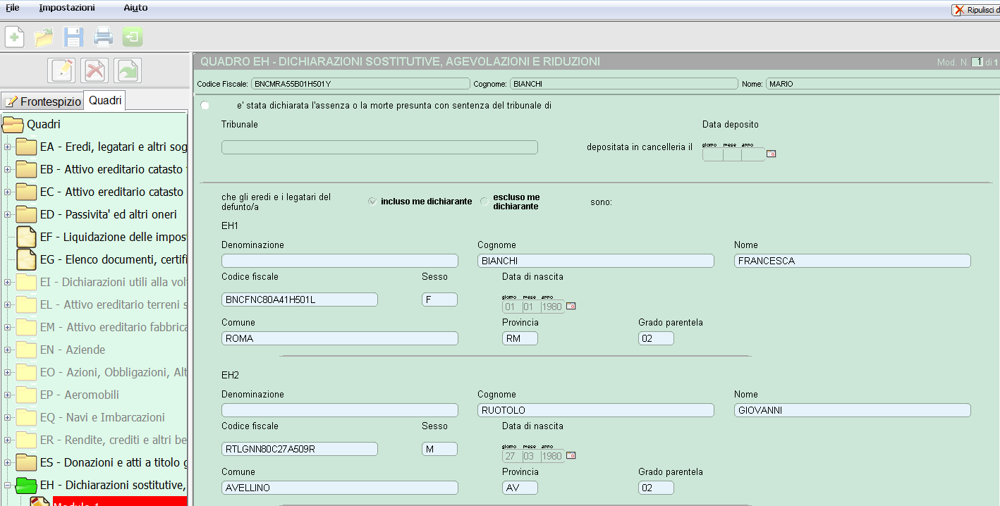 File Impostazioni Aiuto
Ripulisci d
QUADRO EH - DICHIARAZIONI SOSTITUTIVE, AGEVOLAZIONI E RIDUZIONI Mod. N. 1 di 1
Codice Fiscale: BNCMRA55B01H501Y Cognome: BIANCHI Nome: MARIO
Frontespizio Quadri
Quadri
EA - Eredi, legatari e altri sog
EB - Attivo ereditario catasto t
EC - Attivo ereditario catasto
ED - Passivita' ed altri oneri
EF - Liquidazione delle impost
EG - Elenco documenti, certifi
EI - Dichiarazioni utili alla volt
EL - Attivo ereditario terreni s
EM - Attivo ereditario fabbrica
EN - Aziende
EO - Azioni, Obbligazioni, Alt
EP - Aeromobili
EQ - Navi e Imbarcazioni
ER - Rendite, crediti e altri be
ES - Donazioni e atti a titolo g
EH - Dichiarazioni sostitutive,
Modulo 1
e' stata dichiarata l'assenza o la morte presunta con sentenza del tribunale di
Tribunale Data deposito
depositata in cancelleria il giorno mese anno
che gli eredi e i legatari del
defunto/a
incluso me dichiarante
escluso me
dichiarante
sono:
EH1
Denominazione Cognome Nome
BIANCHI FRANCESCA
Codice fiscale Sesso Data di nascita
giorno mese anno
BNCFNC80A41H501L F 01 01 1980
Comune Provincia Grado parentela
ROMA RM 02
EH2
Denominazione Cognome Nome
RUOTOLO GIOVANNI
Codice fiscale Sesso Data di nascita
giorno mese anno
RTLGNN80C27A509R M 27 03 1980
Comune Provincia Grado parentela
AVELLINO AV 02